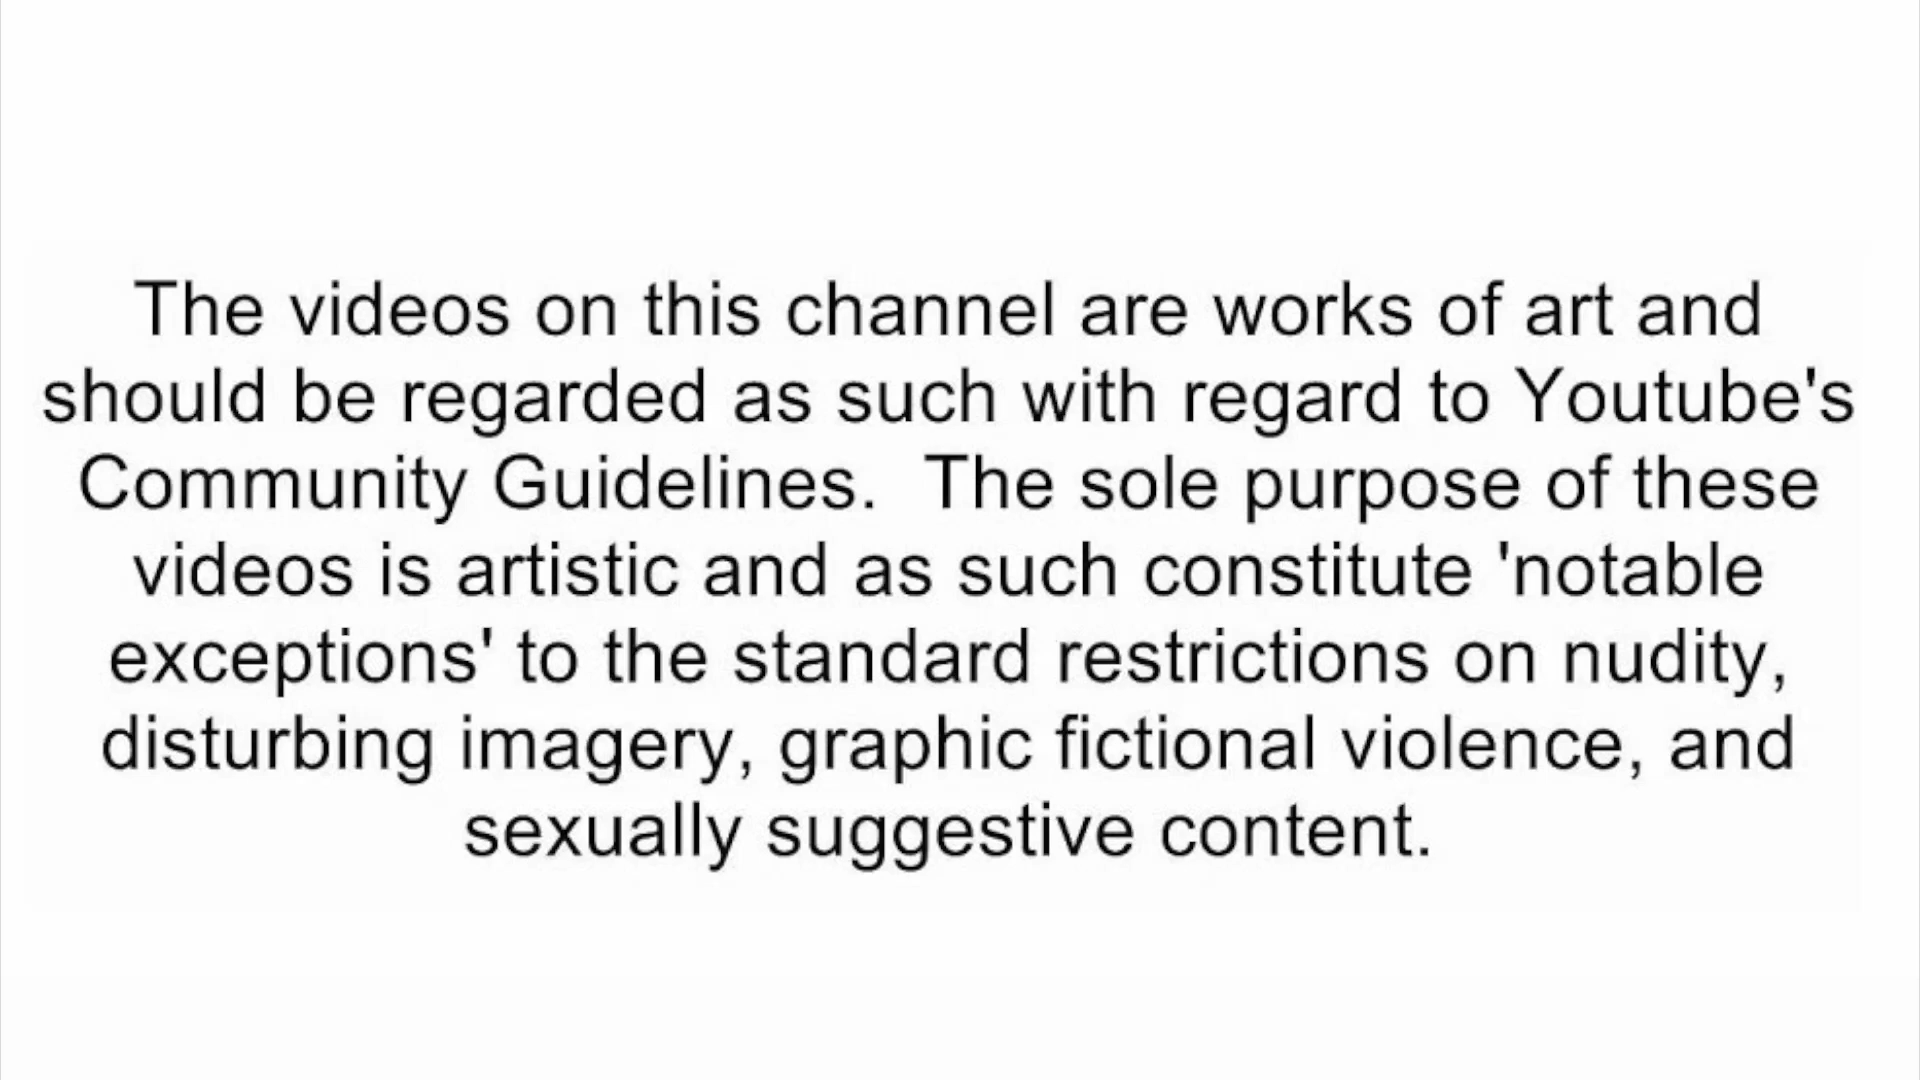 The videos on this channel are works of art and
should be regarded as such with regard to Youtube's
Community Guidelines.  The sole purpose of these
videos is artistic and as such constitute 'notable
exceptions' to the standard restrictions on nudity,
disturbing imagery, graphic fictional violence, and
sexually suggestive content.